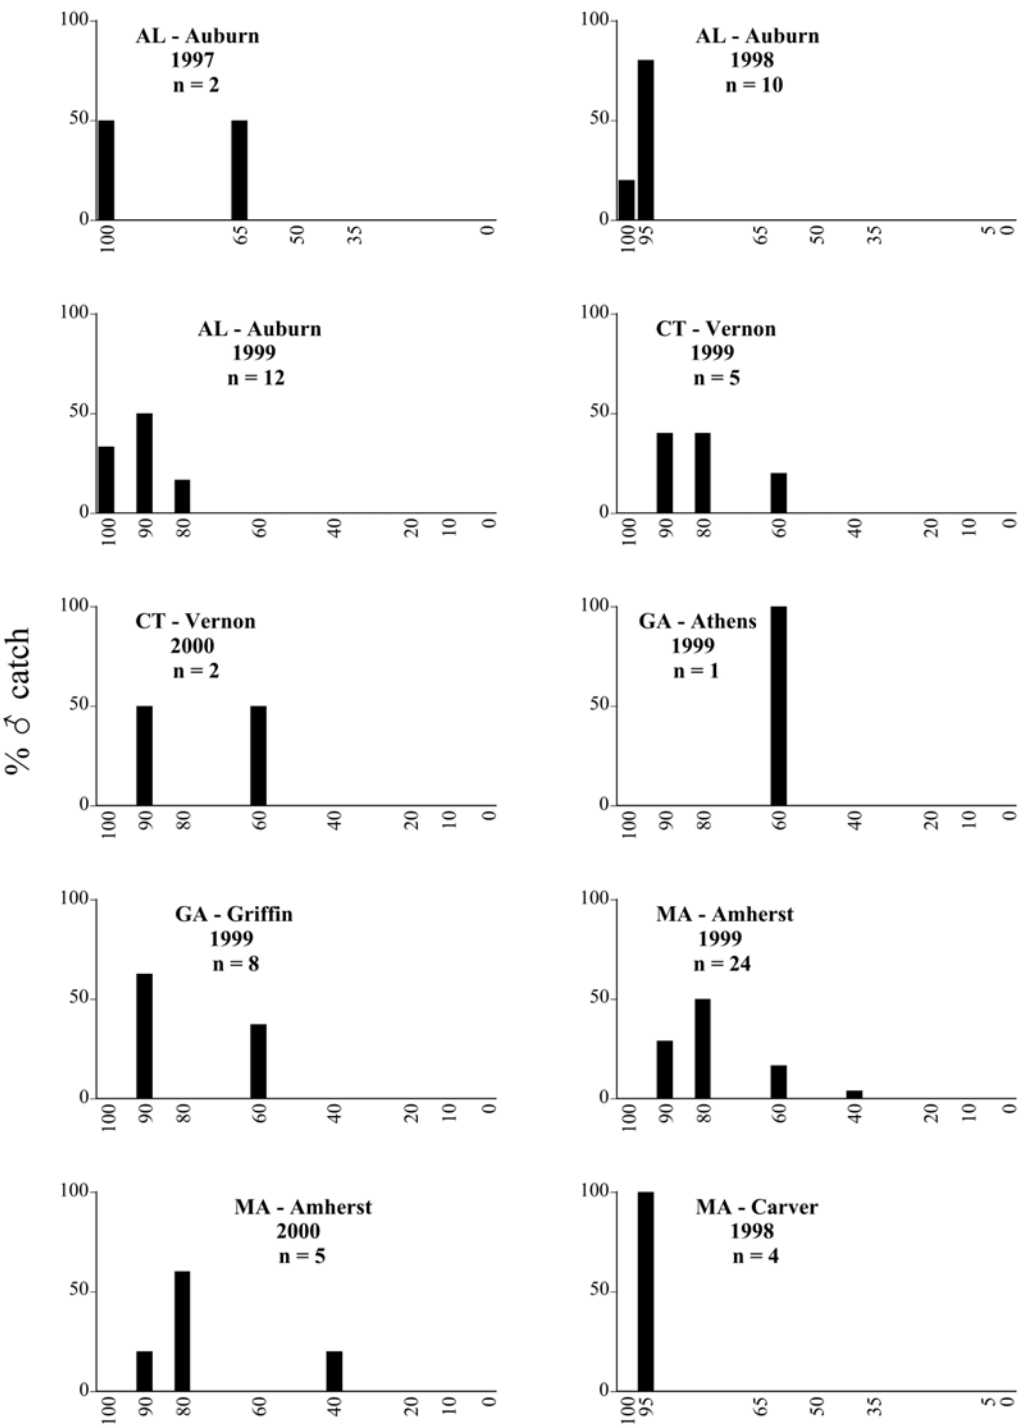 % ♂ catch
100
AL - Auburn
1997
n = 2
50
0
100 65 50 35 0
100
AL - Auburn
1998
n = 10
50
0
100 95 65 50 35 5 0
100
AL - Auburn
1999
n = 12
50
0
100 90 80 60 40 20 10 0
100
CT - Vernon
1999
n = 5
50
0
100 90 80 60 40 20 10 0
100
CT - Vernon
2000
n = 2
50
0
100 90 80 60 40 20 10 0
100
GA - Athens
1999
n = 1
50
0
100 90 80 60 40 20 10 0
100
GA - Griffin
1999
n = 8
50
0
100 90 80 60 40 20 10 0
100
MA - Amherst
1999
n = 24
50
0
100 90 80 60 40 20 10 0
100
MA - Amherst
2000
n = 5
50
0
100 90 80 60 40 20 10 0
100
MA - Carver
1998
n = 4
50
0
100 95 65 50 35 5 0